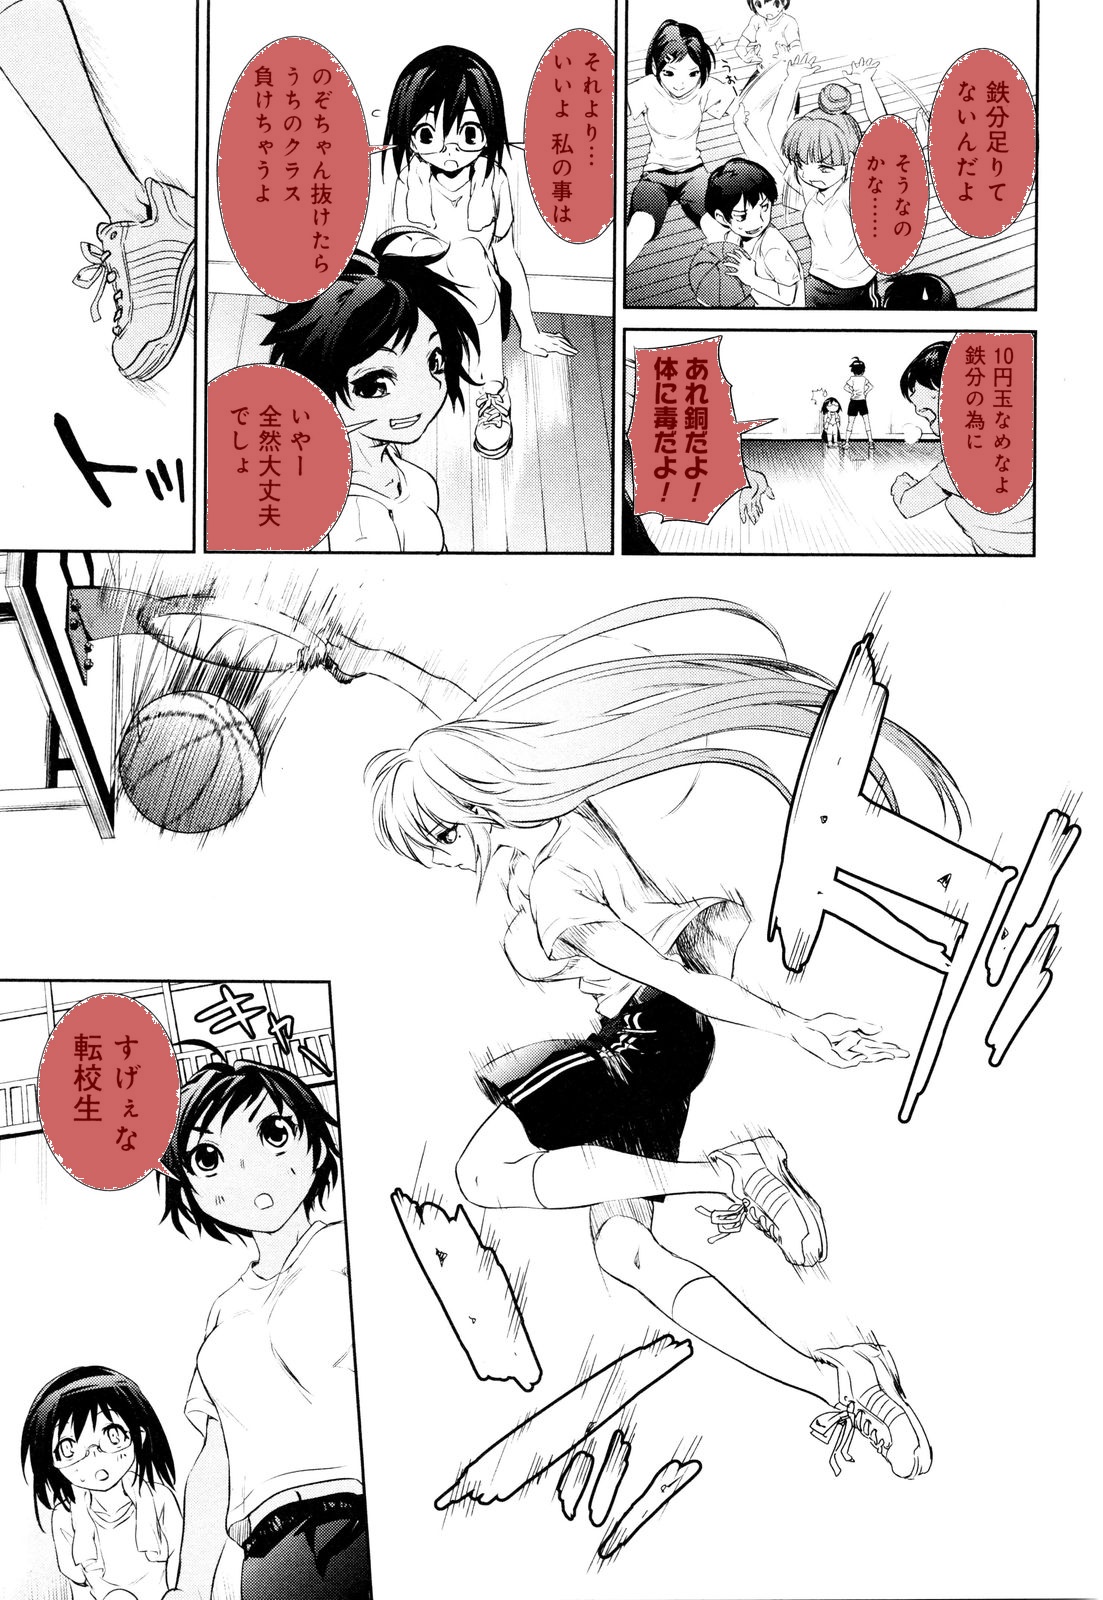 鉄分足りて
ないんだよ
そうなの
かな……
10円玉なめなよ
鉄分の為に
あれ銅だよ！
体に毒だよ！
それより…
いいよ 私の事は
のぞちゃん抜けたら
うちのクラス
負けちゃうよ
いやー
全然大丈夫
でしょ
トッ
キャー
すげぇな
転校生